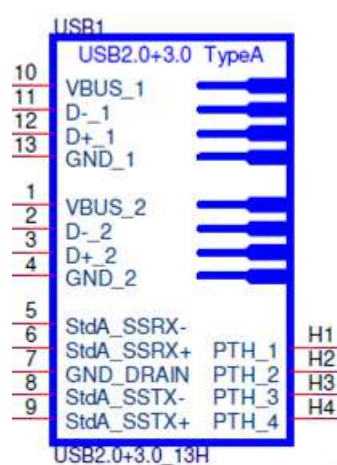 USB1
USB2.0+3.0 TypeA
10 VBUS_1
11 D-_1
12 D+_1
13 GND_1
1 VBUS_2
2 D-_2
3 D+_2
4 GND_2
5 StdA_SSRX-
6 StdA_SSRX+ PTH_1 H1
7 GND_DRAIN PTH_2 H2
8 StdA_SSTX- PTH_3 H3
9 StdA_SSTX+ PTH_4 H4
USB2.0+3.0_13H